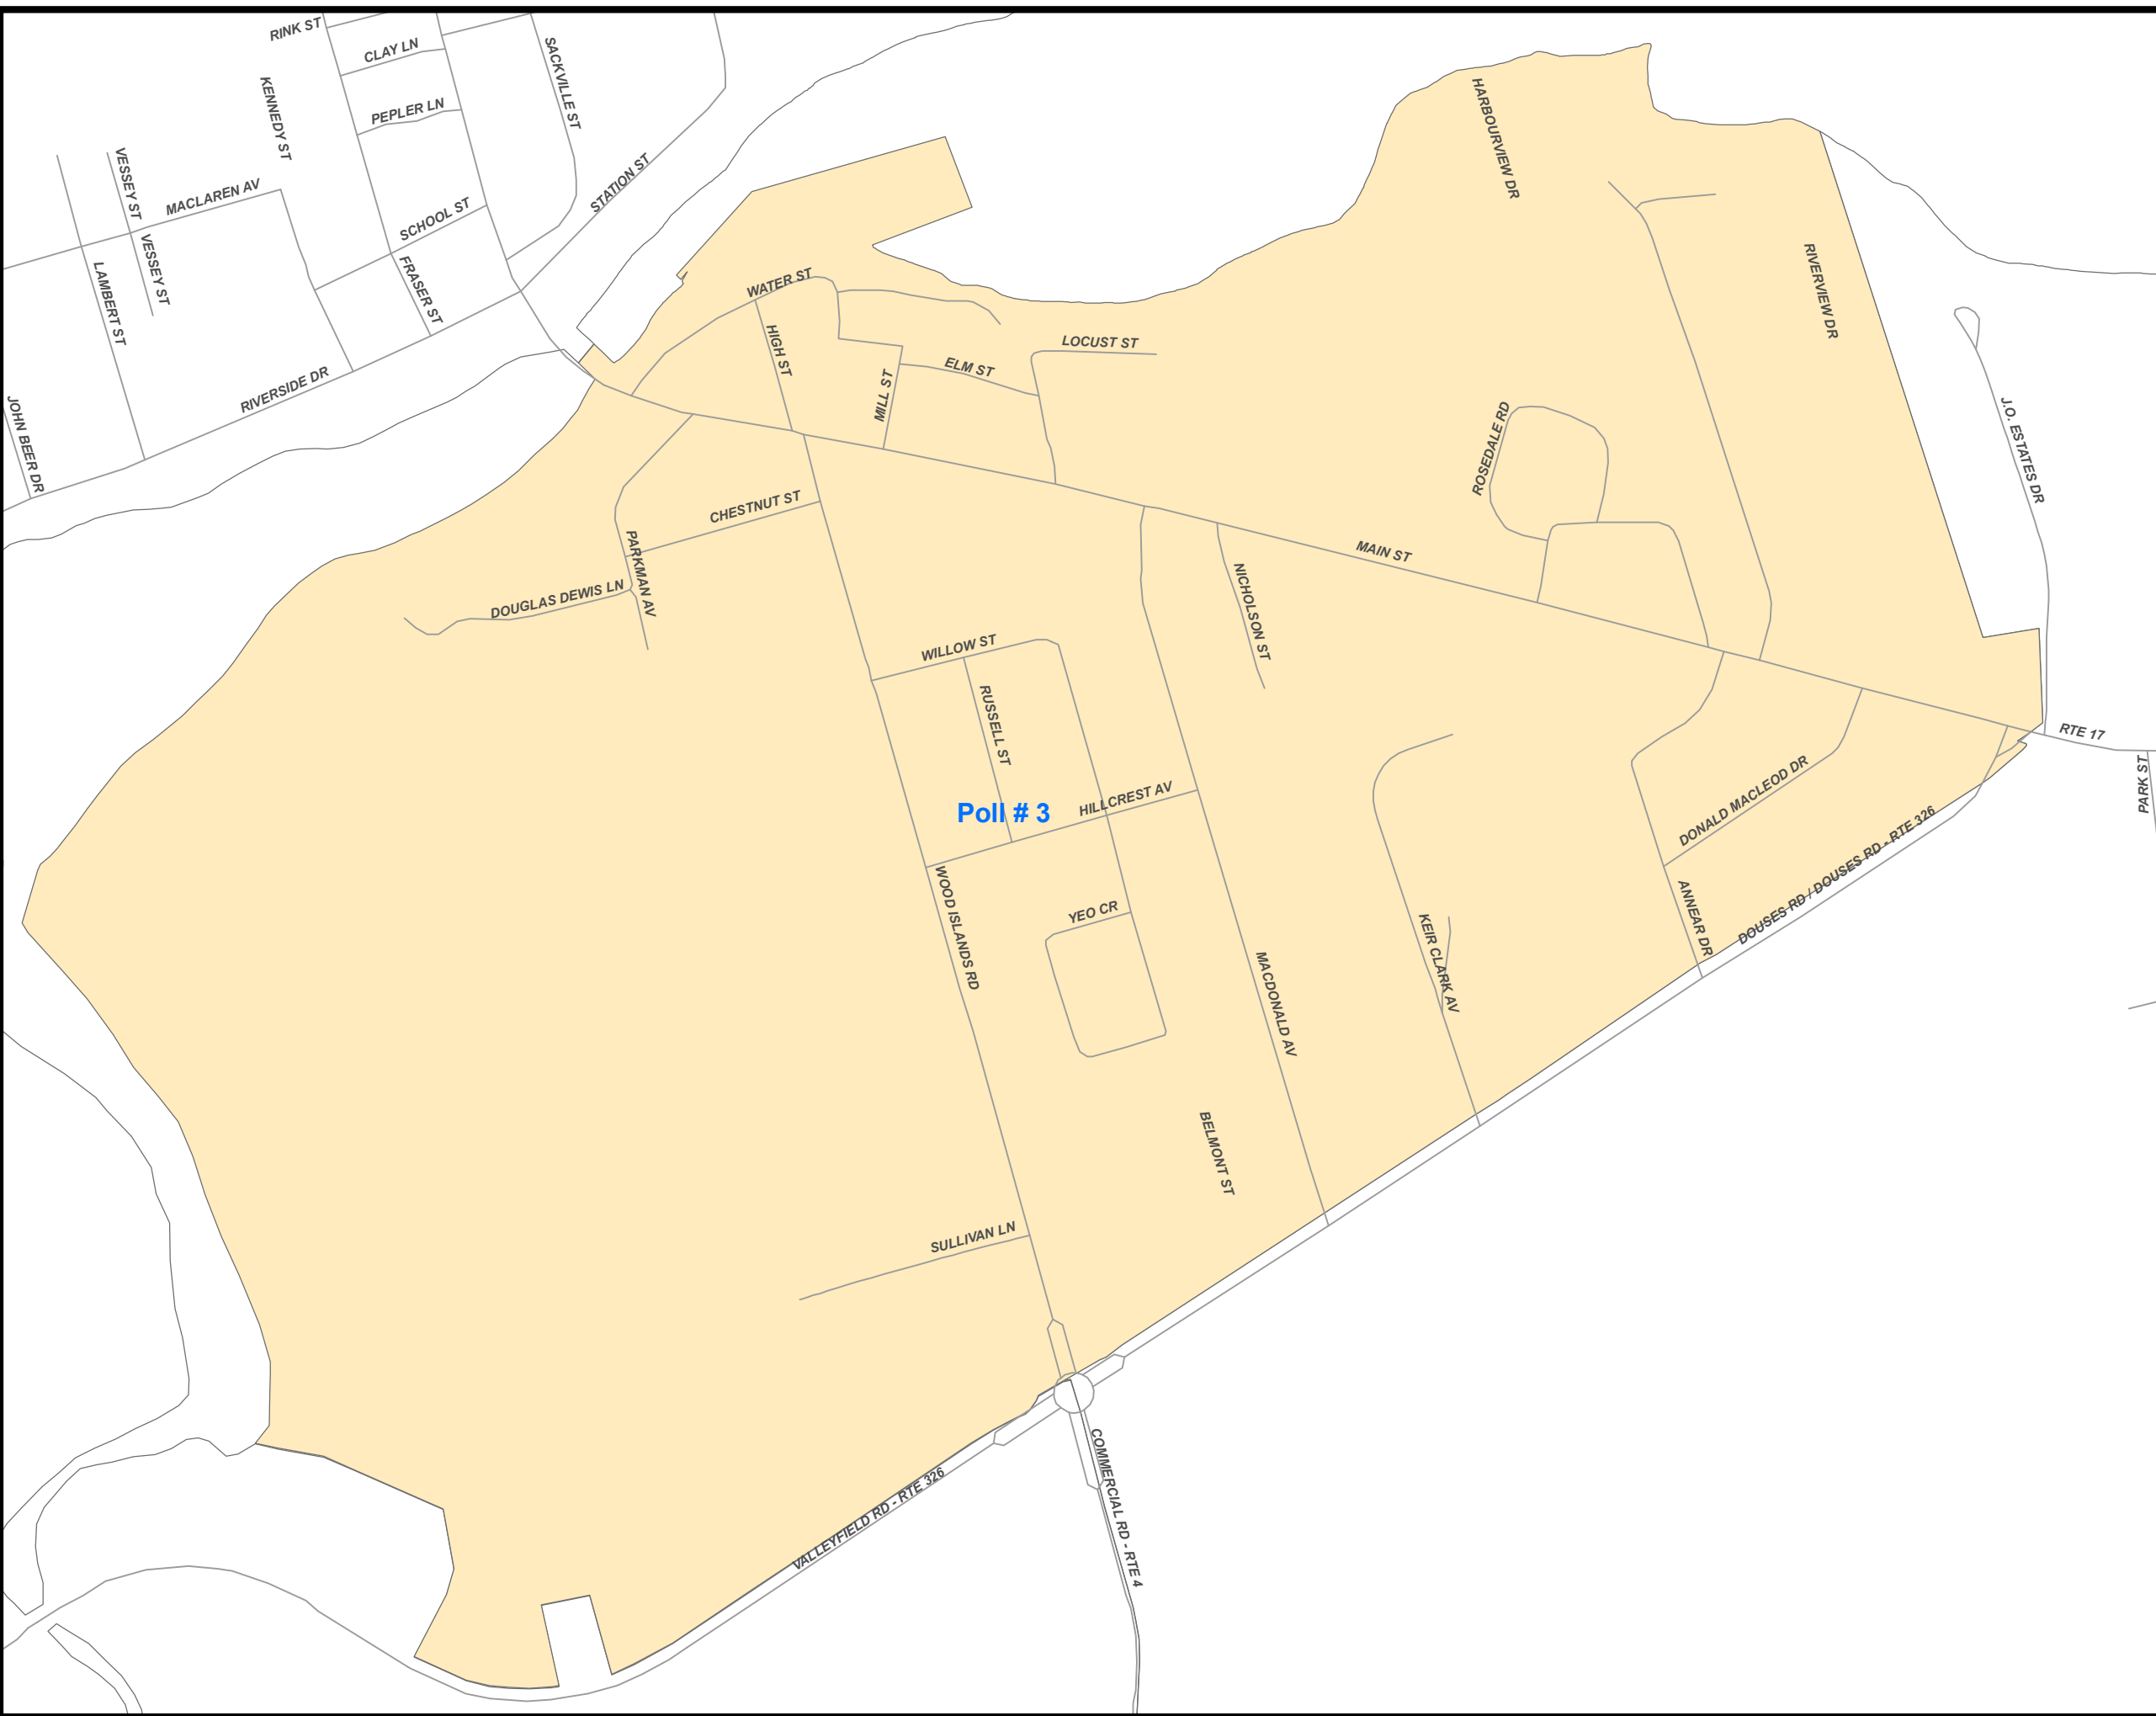 RINK ST
CLAY LN
SACKVILLE ST
KENNEDY ST
PEPLER LN
HARBOURVIEW DR
VESSEY ST
MACLAREN AV
STATION ST
SCHOOL ST
VESSEY ST
LAMBERT ST
FRASER ST
WATER ST
RIVERVIEW DR
HIGH ST
LOCUST ST
ELM ST
MILL ST
RIVERSIDE DR
JOHN BEER DR
ROSEDALE RD
J.O. ESTATES DR
CHESTNUT ST
PARKMAN AV
MAIN ST
DOUGLAS DEWIS LN
NICHOLSON ST
WILLOW ST
RUSSELL ST
RTE 17
PARK ST
DONALD MACLEOD DR
Poll # 3
HILLCREST AV
DOUSES RD / DOUSES RD - RTE 326
WOOD ISLANDS RD
ANNEAR DR
YEO CR
KEIR CLARK AV
MACDONALD AV
BELMONT ST
SULLIVAN LN
COMMERCIAL RD - RTE 4
VALLEYFIELD RD - RTE 326